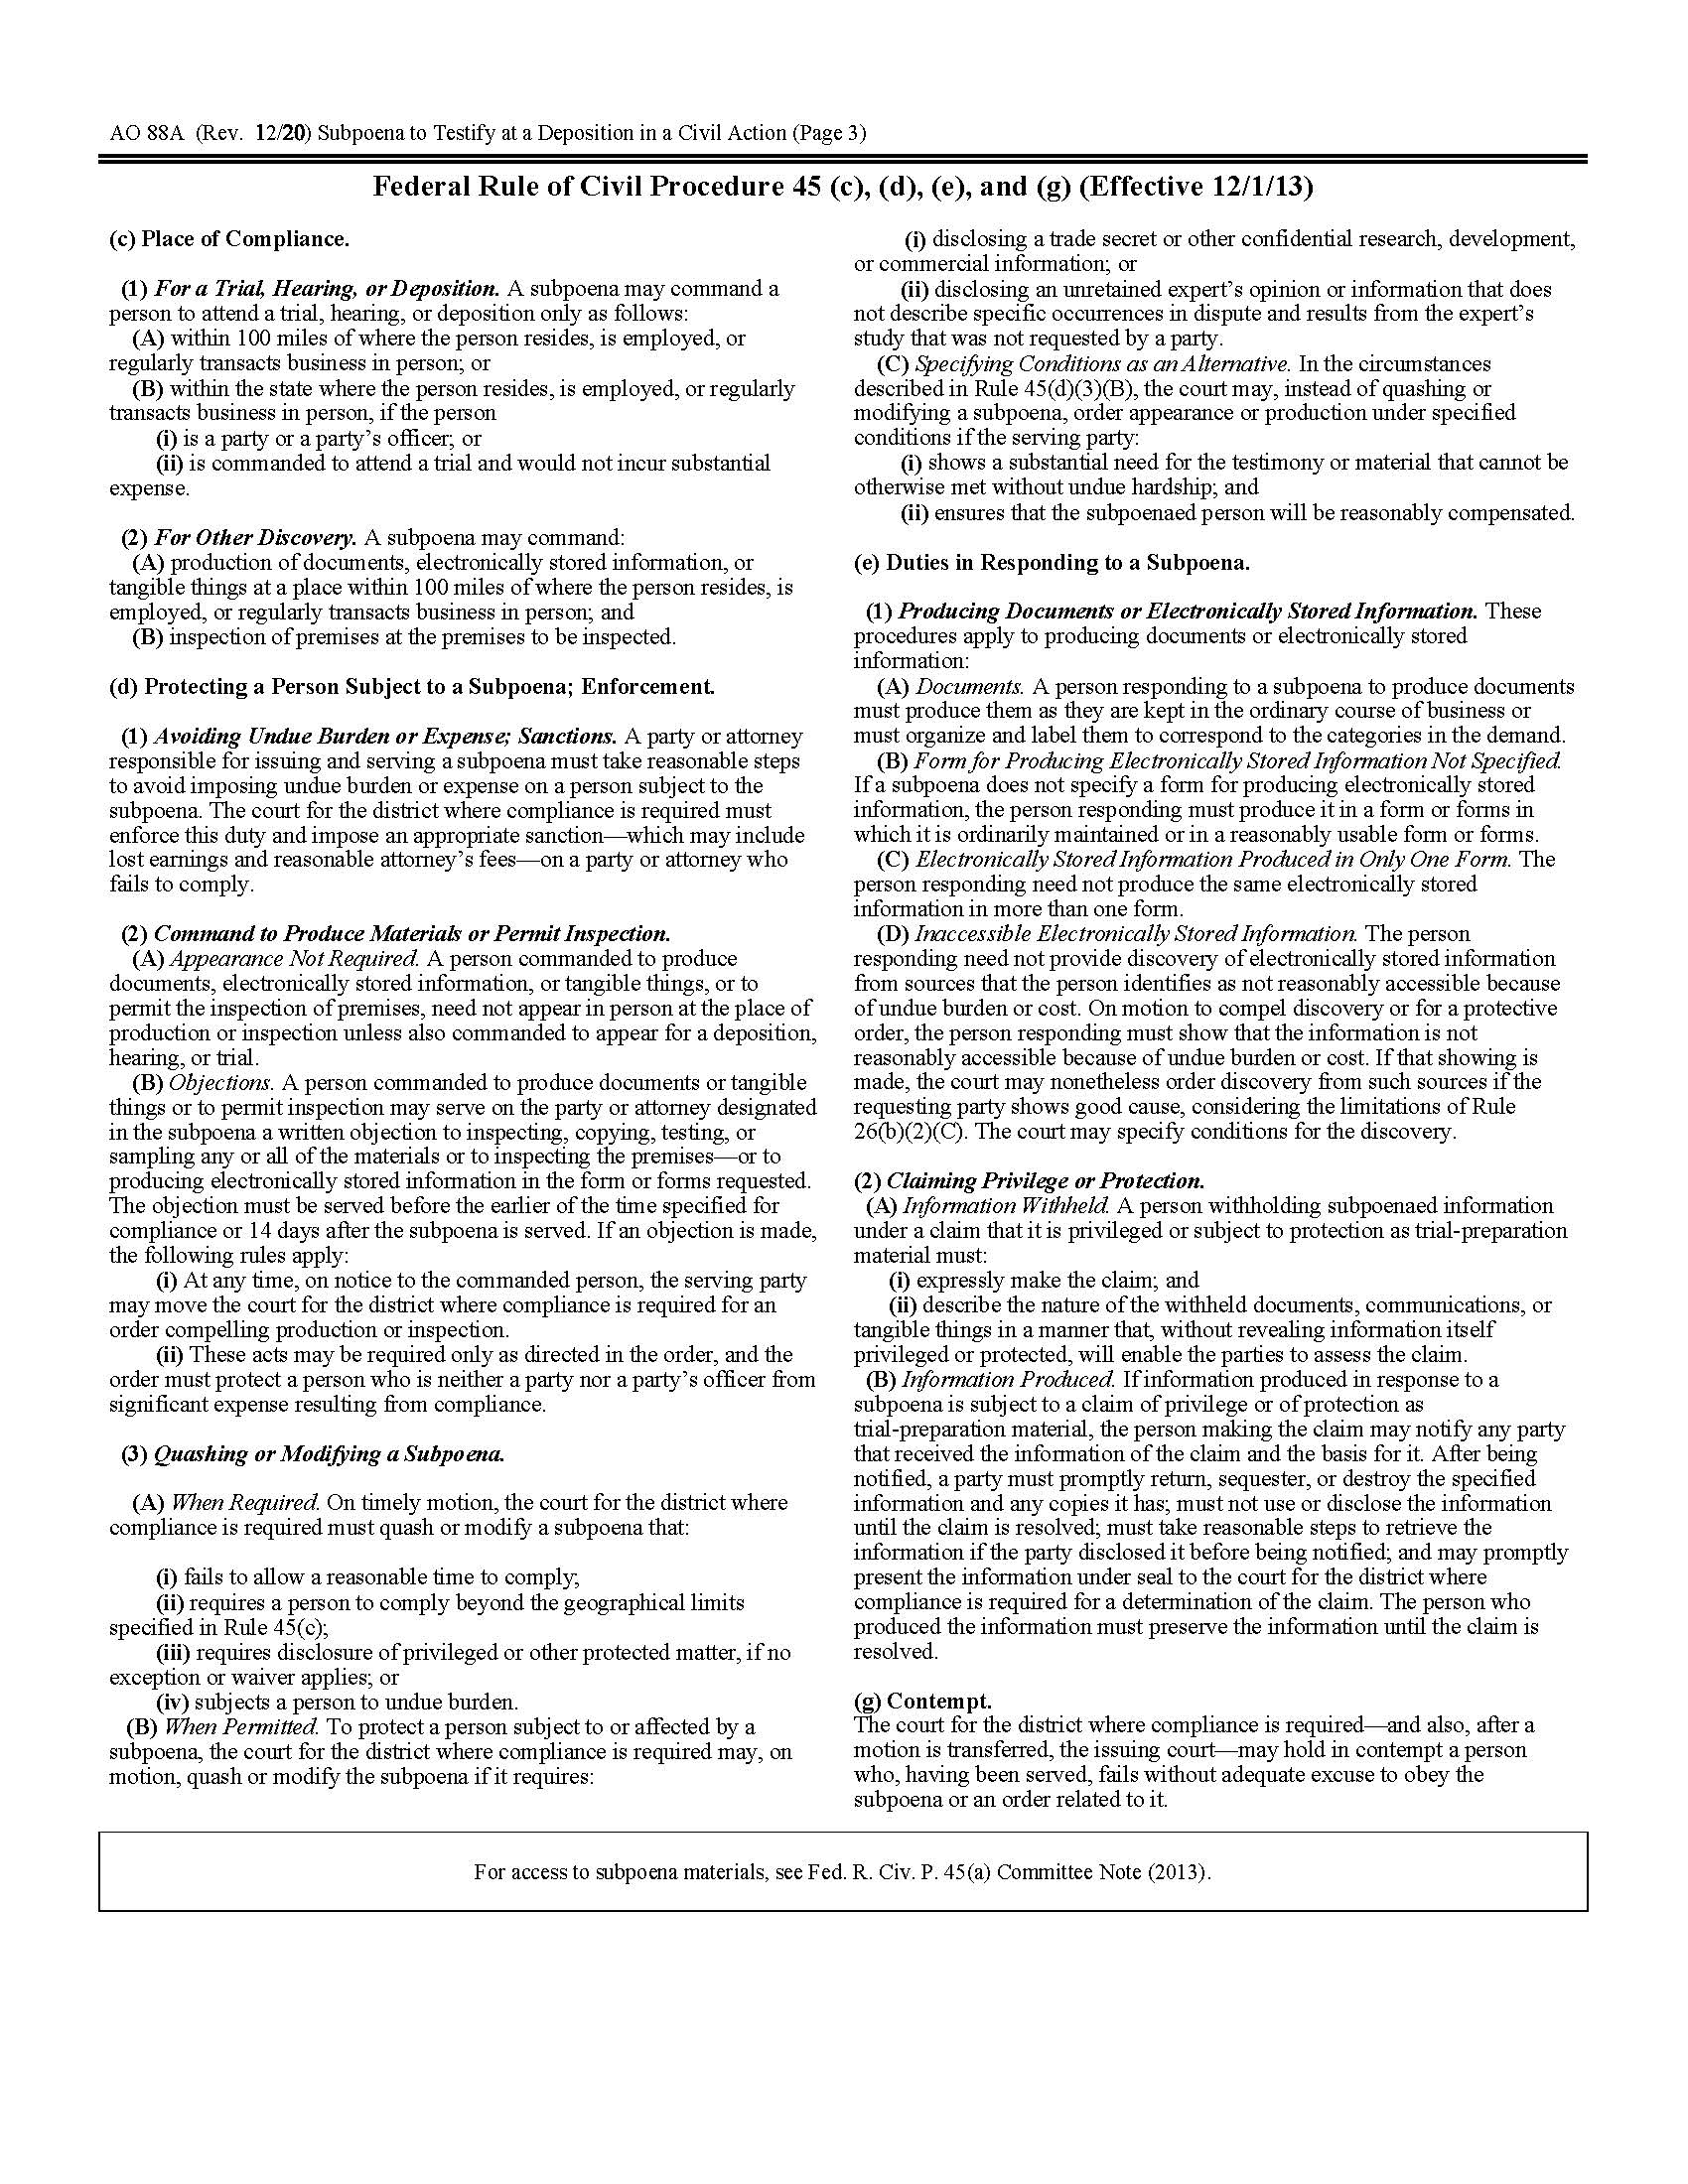 AO 88A (Rev. 12/20) Subpoena to Testify at a Deposition in a Civil Action (Page 3)
Federal Rule of Civil Procedure 45 (c), (d), (e), and (g) (Effective 12/1/13)
(c) Place of Compliance.
(1) For a Trial, Hearing, or Deposition. A subpoena may command a
person to attend a trial, hearing, or deposition only as follows:
(A) within 100 miles of where the person resides, is employed, or
regularly transacts business in person; or
(B) within the state where the person resides, is employed, or regularly
transacts business in person, if the person
(i) is a party or a party’s officer; or
(ii) is commanded to attend a trial and would not incur substantial
expense.
(2) For Other Discovery. A subpoena may command:
(A) production of documents, electronically stored information, or
tangible things at a place within 100 miles of where the person resides, is
employed, or regularly transacts business in person; and
(B) inspection of premises at the premises to be inspected.
(d) Protecting a Person Subject to a Subpoena; Enforcement.
(1) Avoiding Undue Burden or Expense; Sanctions. A party or attorney
responsible for issuing and serving a subpoena must take reasonable steps
to avoid imposing undue burden or expense on a person subject to the
subpoena. The court for the district where compliance is required must
enforce this duty and impose an appropriate sanction—which may include
lost earnings and reasonable attorney’s fees—on a party or attorney who
fails to comply.
(2) Command to Produce Materials or Permit Inspection.
(A) Appearance Not Required. A person commanded to produce
documents, electronically stored information, or tangible things, or to
permit the inspection of premises, need not appear in person at the place of
production or inspection unless also commanded to appear for a deposition,
hearing, or trial.
(B) Objections. A person commanded to produce documents or tangible
things or to permit inspection may serve on the party or attorney designated
in the subpoena a written objection to inspecting, copying, testing, or
sampling any or all of the materials or to inspecting the premises—or to
producing electronically stored information in the form or forms requested.
The objection must be served before the earlier of the time specified for
compliance or 14 days after the subpoena is served. If an objection is made,
the following rules apply:
(i) At any time, on notice to the commanded person, the serving party
may move the court for the district where compliance is required for an
order compelling production or inspection.
(ii) These acts may be required only as directed in the order, and the
order must protect a person who is neither a party nor a party’s officer from
significant expense resulting from compliance.
(3) Quashing or Modifying a Subpoena.
(A) When Required. On timely motion, the court for the district where
compliance is required must quash or modify a subpoena that:
(i) fails to allow a reasonable time to comply;
(ii) requires a person to comply beyond the geographical limits
specified in Rule 45(c);
(iii) requires disclosure of privileged or other protected matter, if no
exception or waiver applies; or
(iv) subjects a person to undue burden.
(B) When Permitted. To protect a person subject to or affected by a
subpoena, the court for the district where compliance is required may, on
motion, quash or modify the subpoena if it requires:
(i) disclosing a trade secret or other confidential research, development,
or commercial information; or
(ii) disclosing an unretained expert’s opinion or information that does
not describe specific occurrences in dispute and results from the expert’s
study that was not requested by a party.
(C) Specifying Conditions as an Alternative. In the circumstances
described in Rule 45(d)(3)(B), the court may, instead of quashing or
modifying a subpoena, order appearance or production under specified
conditions if the serving party:
(i) shows a substantial need for the testimony or material that cannot be
otherwise met without undue hardship; and
(ii) ensures that the subpoenaed person will be reasonably compensated.
(e) Duties in Responding to a Subpoena.
(1) Producing Documents or Electronically Stored Information. These
procedures apply to producing documents or electronically stored
information:
(A) Documents. A person responding to a subpoena to produce documents
must produce them as they are kept in the ordinary course of business or
must organize and label them to correspond to the categories in the demand.
(B) Form for Producing Electronically Stored Information Not Specified.
If a subpoena does not specify a form for producing electronically stored
information, the person responding must produce it in a form or forms in
which it is ordinarily maintained or in a reasonably usable form or forms.
(C) Electronically Stored Information Produced in Only One Form. The
person responding need not produce the same electronically stored
information in more than one form.
(D) Inaccessible Electronically Stored Information. The person
responding need not provide discovery of electronically stored information
from sources that the person identifies as not reasonably accessible because
of undue burden or cost. On motion to compel discovery or for a protective
order, the person responding must show that the information is not
reasonably accessible because of undue burden or cost. If that showing is
made, the court may nonetheless order discovery from such sources if the
requesting party shows good cause, considering the limitations of Rule
26(b)(2)(C). The court may specify conditions for the discovery.
(2) Claiming Privilege or Protection.
(A) Information Withheld. A person withholding subpoenaed information
under a claim that it is privileged or subject to protection as trial-preparation
material must:
(i) expressly make the claim; and
(ii) describe the nature of the withheld documents, communications, or
tangible things in a manner that, without revealing information itself
privileged or protected, will enable the parties to assess the claim.
(B) Information Produced. If information produced in response to a
subpoena is subject to a claim of privilege or of protection as
trial-preparation material, the person making the claim may notify any party
that received the information of the claim and the basis for it. After being
notified, a party must promptly return, sequester, or destroy the specified
information and any copies it has; must not use or disclose the information
until the claim is resolved; must take reasonable steps to retrieve the
information if the party disclosed it before being notified; and may promptly
present the information under seal to the court for the district where
compliance is required for a determination of the claim. The person who
produced the information must preserve the information until the claim is
resolved.
(g) Contempt.
The court for the district where compliance is required—and also, after a
motion is transferred, the issuing court—may hold in contempt a person
who, having been served, fails without adequate excuse to obey the
subpoena or an order related to it.
For access to subpoena materials, see Fed. R. Civ. P. 45(a) Committee Note (2013).